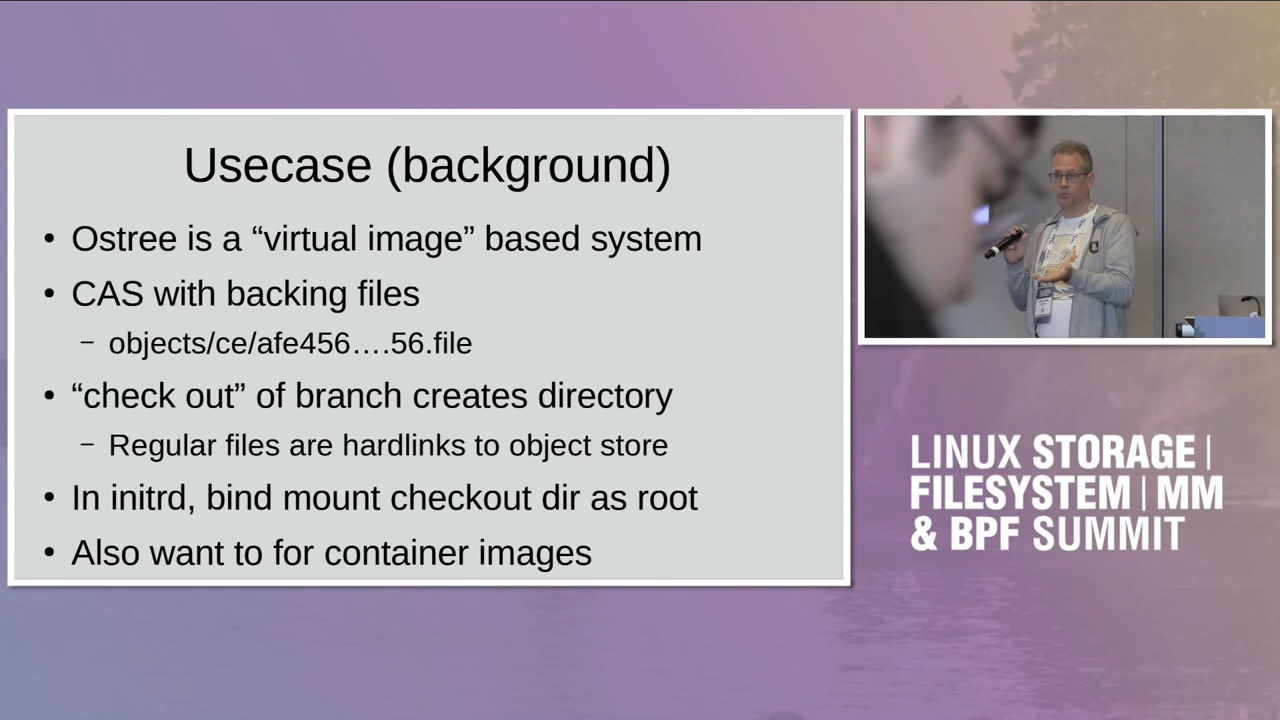 Usecase (background)
• Ostree is a “virtual image” based system
• CAS with backing files
– objects/ce/afe456….56.file
• “check out” of branch creates directory
– Regular files are hardlinks to object store
• In initrd, bind mount checkout dir as root
• Also want to for container images
LINUX STORAGE |
FILESYSTEM | MM
& BPF SUMMIT